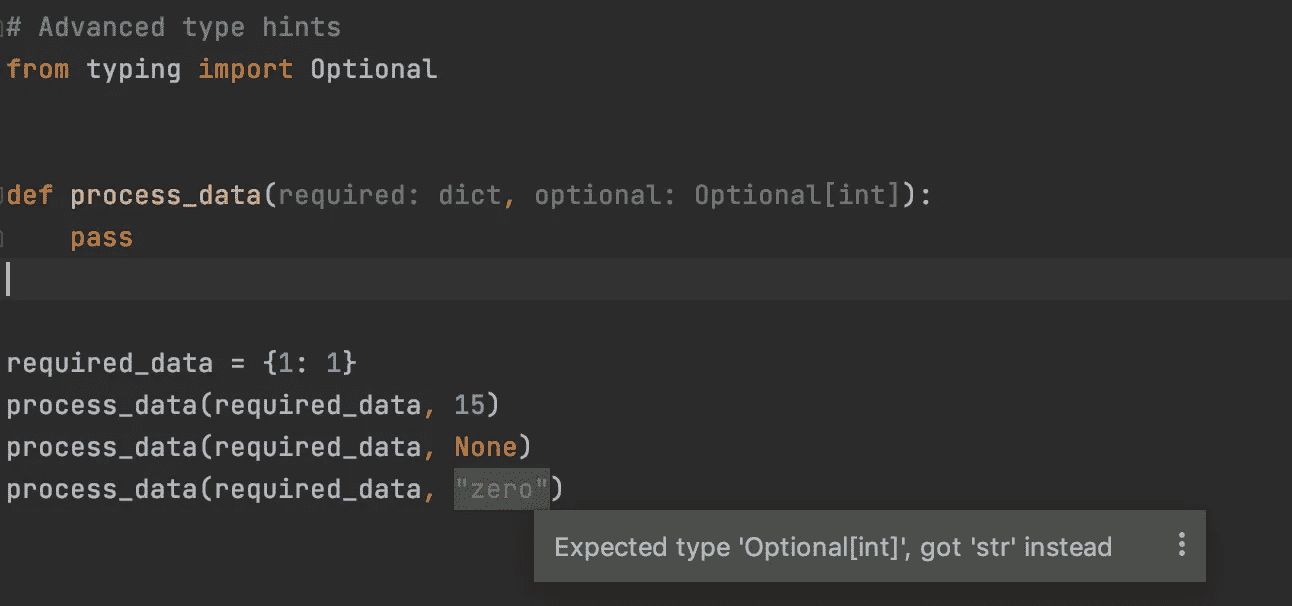 # Advanced type hints
from typing import Optional
def process_data(required: dict, optional: Optional[int]):
    pass
required_data = {1: 1}
process_data(required_data, 15)
process_data(required_data, None)
process_data(required_data, "zero")
Expected type 'Optional[int]', got 'str' instead